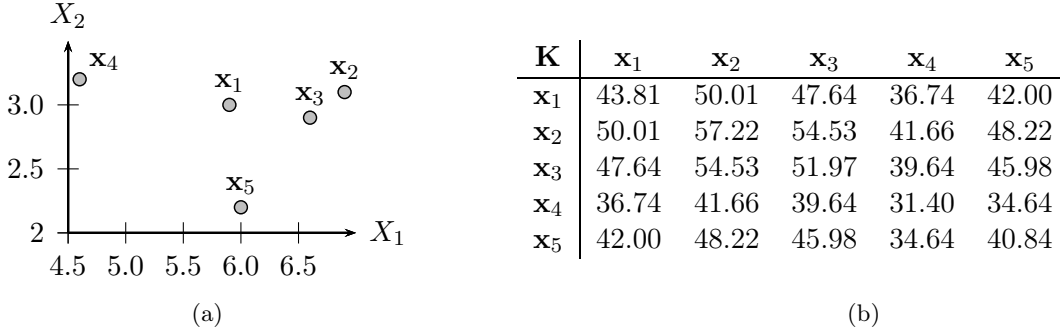 X₂
x₄
x₁
x₂
x₃
x₅
3.0
2.5
2
X₁
4.5 5.0 5.5 6.0 6.5
(a)
K x₁ x₂ x₃ x₄ x₅
x₁ 43.81 50.01 47.64 36.74 42.00
x₂ 50.01 57.22 54.53 41.66 48.22
x₃ 47.64 54.53 51.97 39.64 45.98
x₄ 36.74 41.66 39.64 31.40 34.64
x₅ 42.00 48.22 45.98 34.64 40.84
(b)